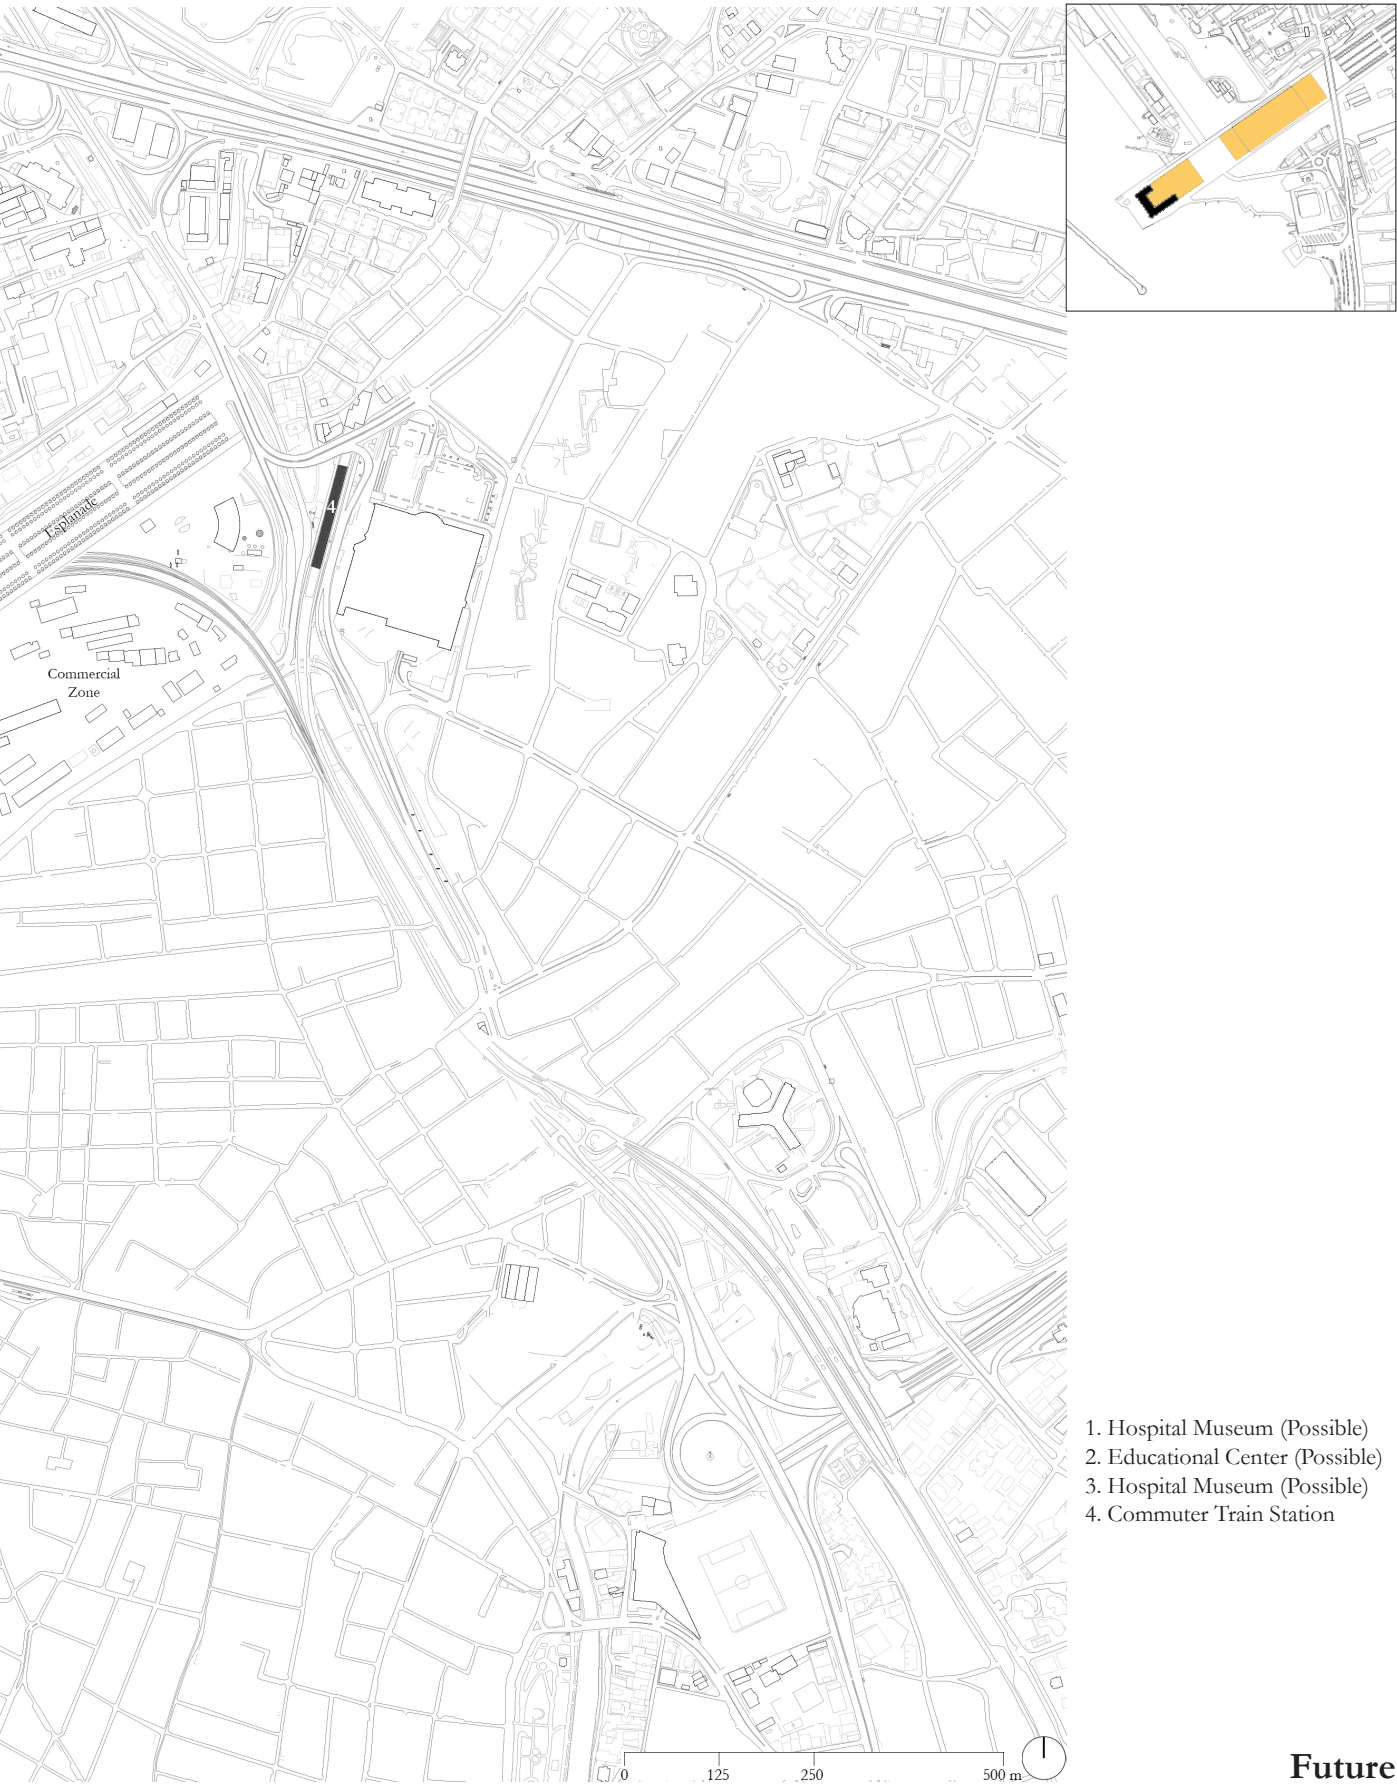 4
Esplanade
Commercial
Zone
1. Hospital Museum (Possible)
2. Educational Center (Possible)
3. Hospital Museum (Possible)
4. Commuter Train Station
0 125 250 500 m
Future